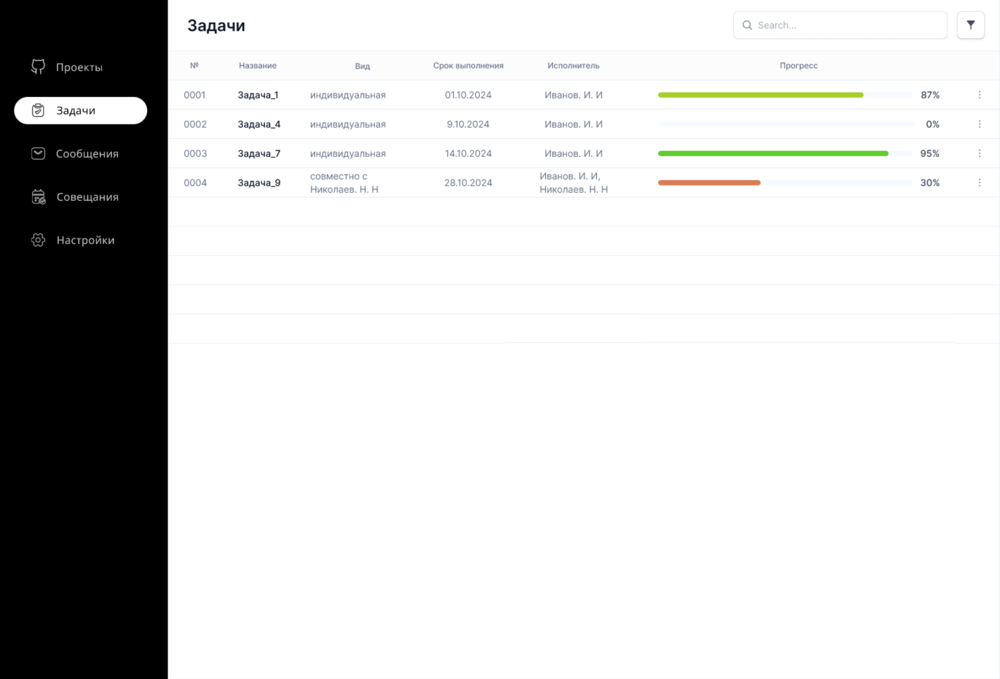 Задачи
Search...
Проекты
Задачи
Сообщения
Совещания
Настройки
№ Название Вид Срок выполнения Исполнитель Прогресс
0001 Задача_1 индивидуальная 01.10.2024 Иванов. И. И 87%
0002 Задача_4 индивидуальная 9.10.2024 Иванов. И. И 0%
0003 Задача_7 индивидуальная 14.10.2024 Иванов. И. И 95%
0004 Задача_9 совместно с 28.10.2024 Иванов. И. И, 30%
Николаев. Н. Н Николаев. Н. Н